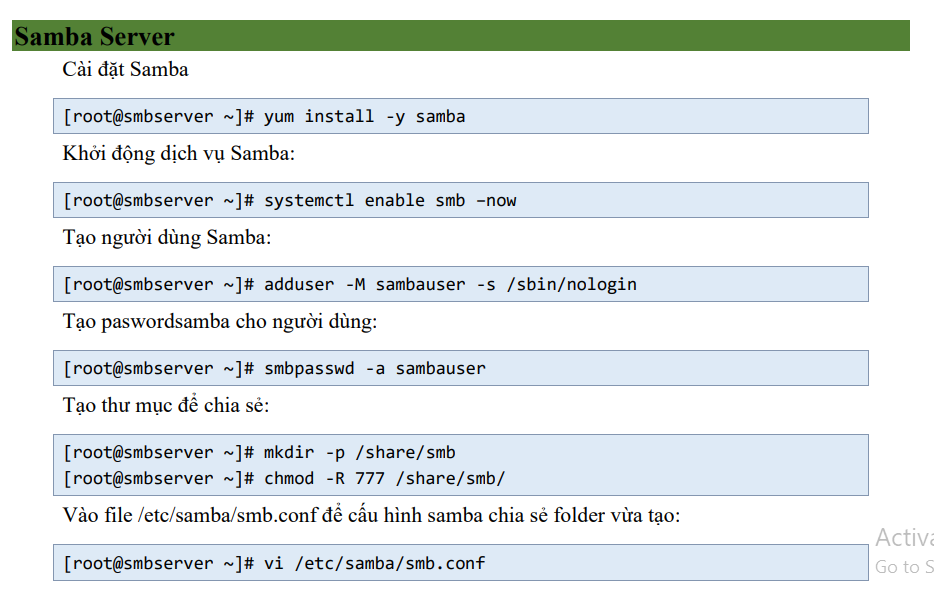 Samba Server
Cài đặt Samba
[root@smbserver ~]# yum install -y samba
Khởi động dịch vụ Samba:
[root@smbserver ~]# systemctl enable smb –now
Tạo người dùng Samba:
[root@smbserver ~]# adduser -M sambauser -s /sbin/nologin
Tạo paswordsamba cho người dùng:
[root@smbserver ~]# smbpasswd -a sambauser
Tạo thư mục để chia sẻ:
[root@smbserver ~]# mkdir -p /share/smb
[root@smbserver ~]# chmod -R 777 /share/smb/
Vào file /etc/samba/smb.conf để cấu hình samba chia sẻ folder vừa tạo:
[root@smbserver ~]# vi /etc/samba/smb.conf
Activa
Go to S